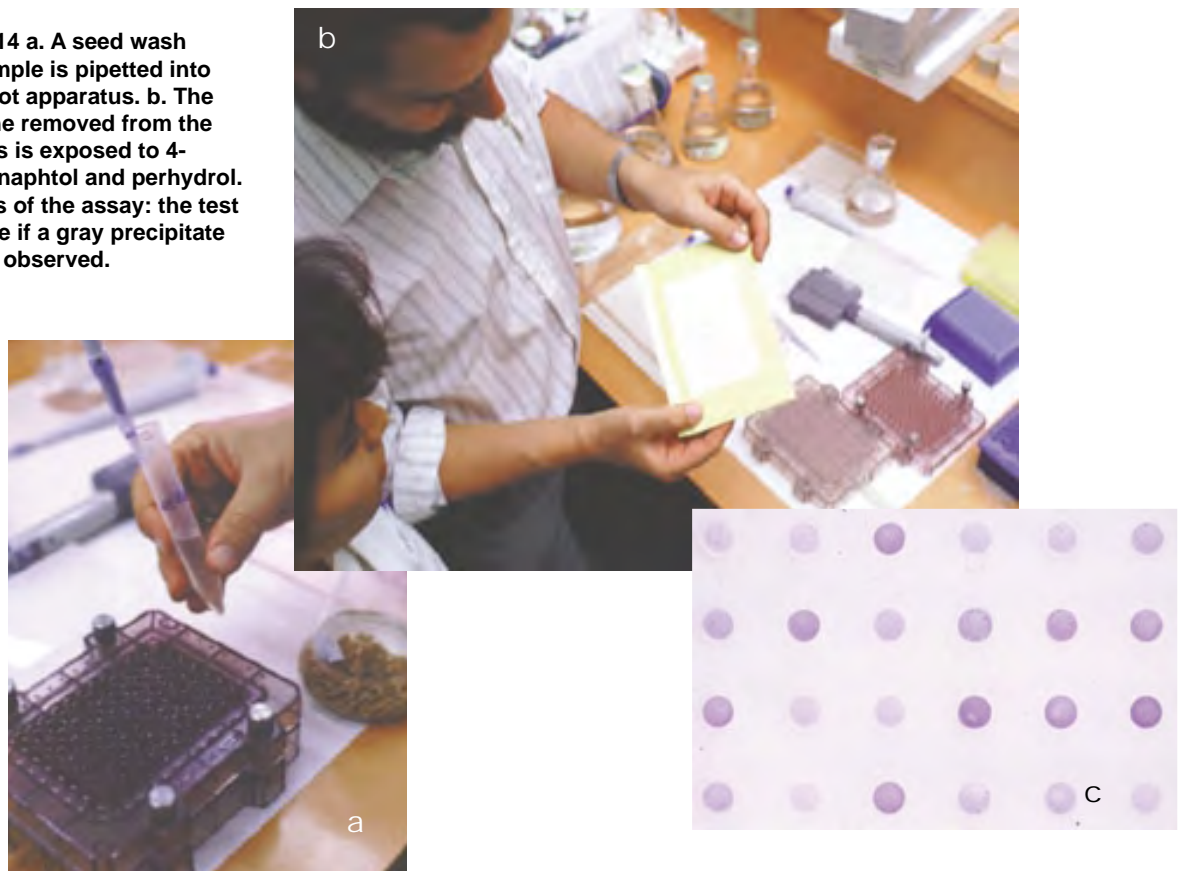 14 a. A seed wash
mple is pipetted into
ot apparatus. b. The
ne removed from the
s is exposed to 4-
naphtol and perhydrol.
s of the assay: the test
e if a gray precipitate
observed.
b
a
C